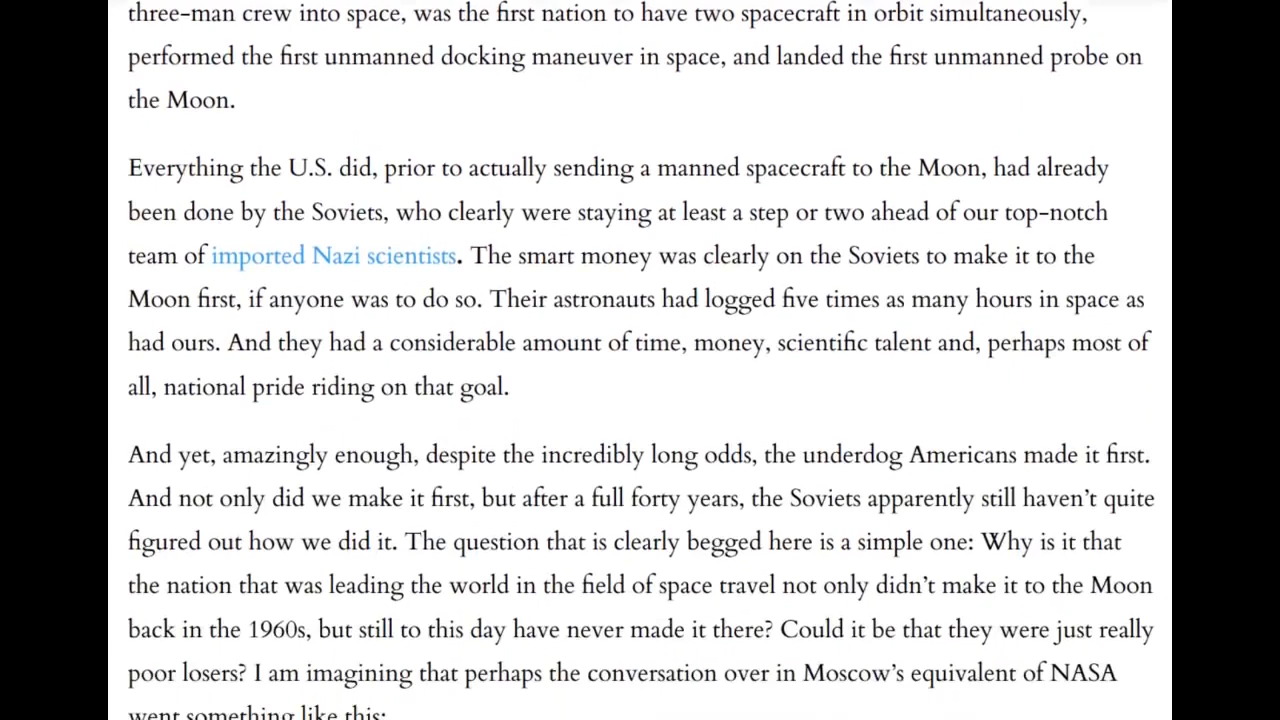 three-man crew into space, was the first nation to have two spacecraft in orbit simultaneously,
performed the first unmanned docking maneuver in space, and landed the first unmanned probe on
the Moon.
Everything the U.S. did, prior to actually sending a manned spacecraft to the Moon, had already
been done by the Soviets, who clearly were staying at least a step or two ahead of our top-notch
team of imported Nazi scientists. The smart money was clearly on the Soviets to make it to the
Moon first, if anyone was to do so. Their astronauts had logged five times as many hours in space as
had ours. And they had a considerable amount of time, money, scientific talent and, perhaps most of
all, national pride riding on that goal.
And yet, amazingly enough, despite the incredibly long odds, the underdog Americans made it first.
And not only did we make it first, but after a full forty years, the Soviets apparently still haven’t quite
figured out how we did it. The question that is clearly begged here is a simple one: Why is it that
the nation that was leading the world in the field of space travel not only didn’t make it to the Moon
back in the 1960s, but still to this day have never made it there? Could it be that they were just really
poor losers? I am imagining that perhaps the conversation over in Moscow’s equivalent of NASA
went something like this: